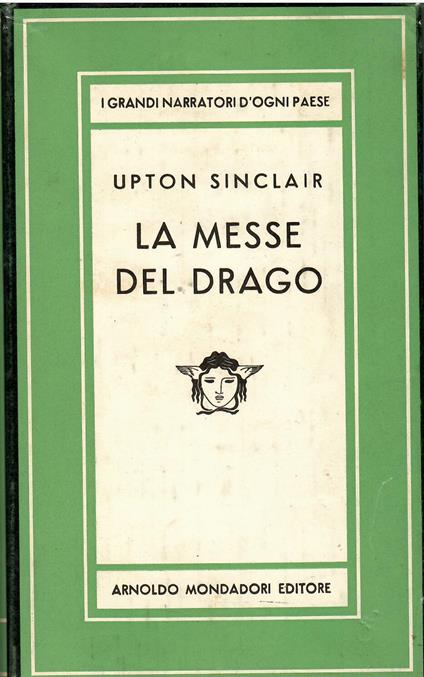 I GRANDI NARRATORI D'OGNI PAESE
UPTON SINCLAIR
LA MESSE
DEL DRAGO
ARNOLDO MONDADORI EDITORE